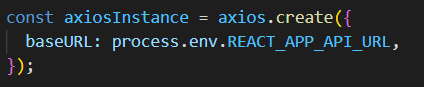 const axiosInstance = axios.create({
  baseURL: process.env.REACT_APP_API_URL,
});